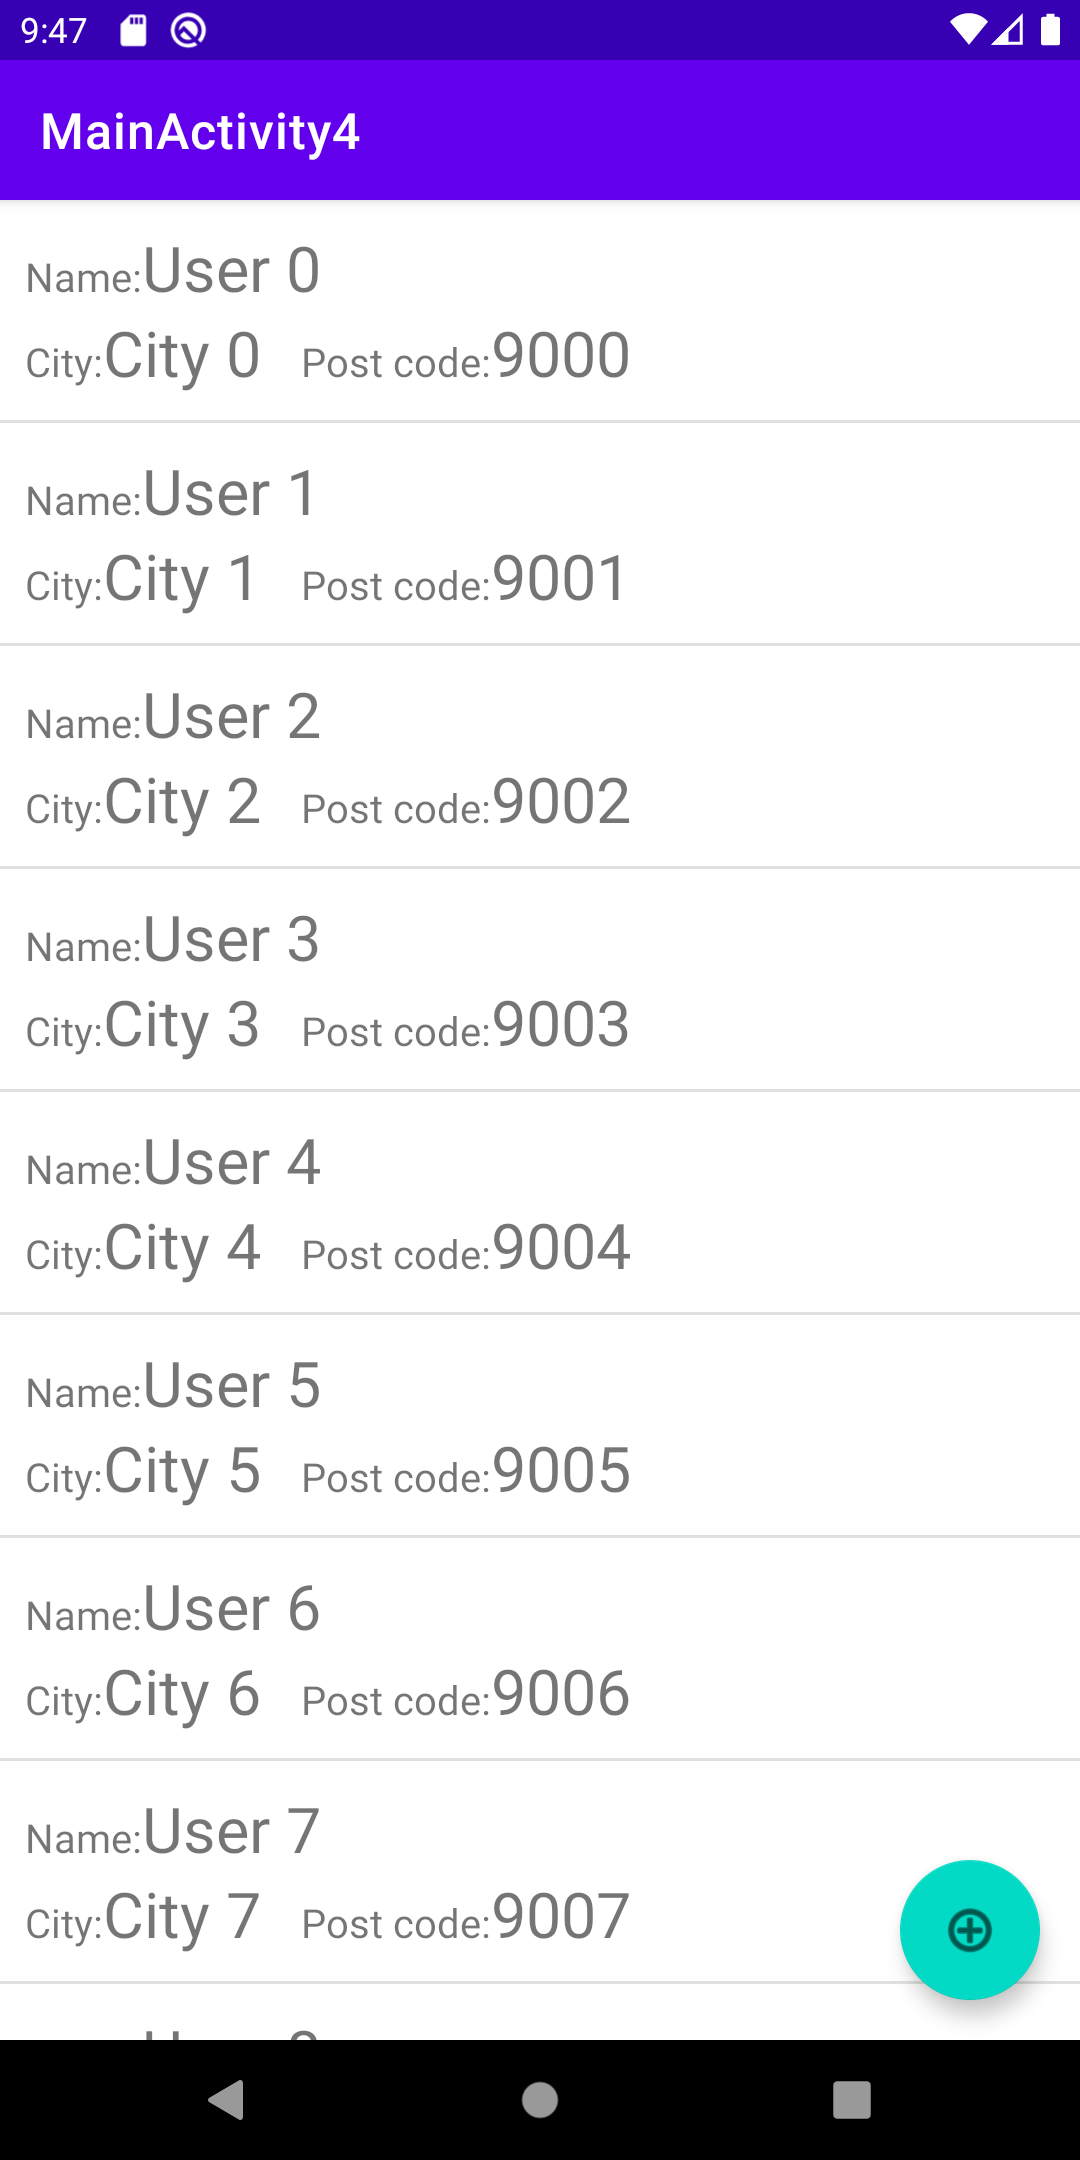 9:47
MainActivity4
Name:User 0
City:City 0 Post code:9000
Name:User 1
City:City 1 Post code:9001
Name:User 2
City:City 2 Post code:9002
Name:User 3
City:City 3 Post code:9003
Name:User 4
City:City 4 Post code:9004
Name:User 5
City:City 5 Post code:9005
Name:User 6
City:City 6 Post code:9006
Name:User 7
City:City 7 Post code:9007